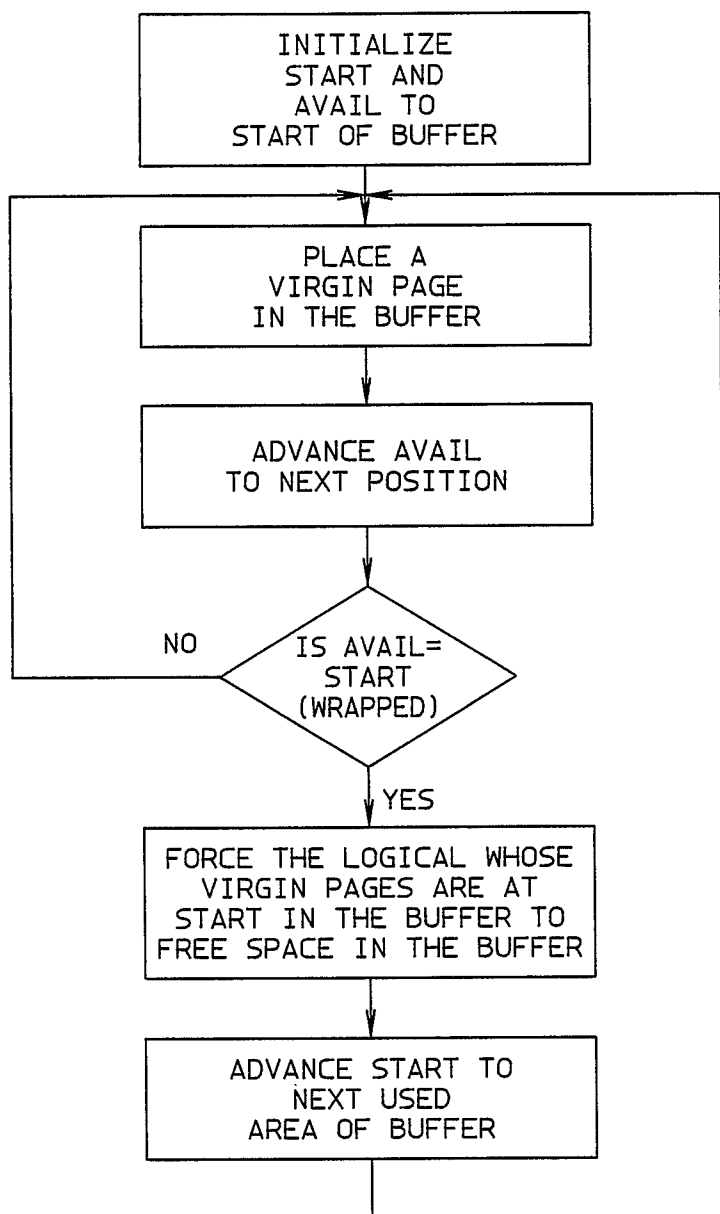 INITIALIZE
START AND
AVAIL TO
START OF BUFFER
PLACE A
VIRGIN PAGE
IN THE BUFFER
ADVANCE AVAIL
TO NEXT POSITION
NO
IS AVAIL=
START
(WRAPPED)
YES
FORCE THE LOGICAL WHOSE
VIRGIN PAGES ARE AT
START IN THE BUFFER TO
FREE SPACE IN THE BUFFER
ADVANCE START TO
NEXT USED
AREA OF BUFFER